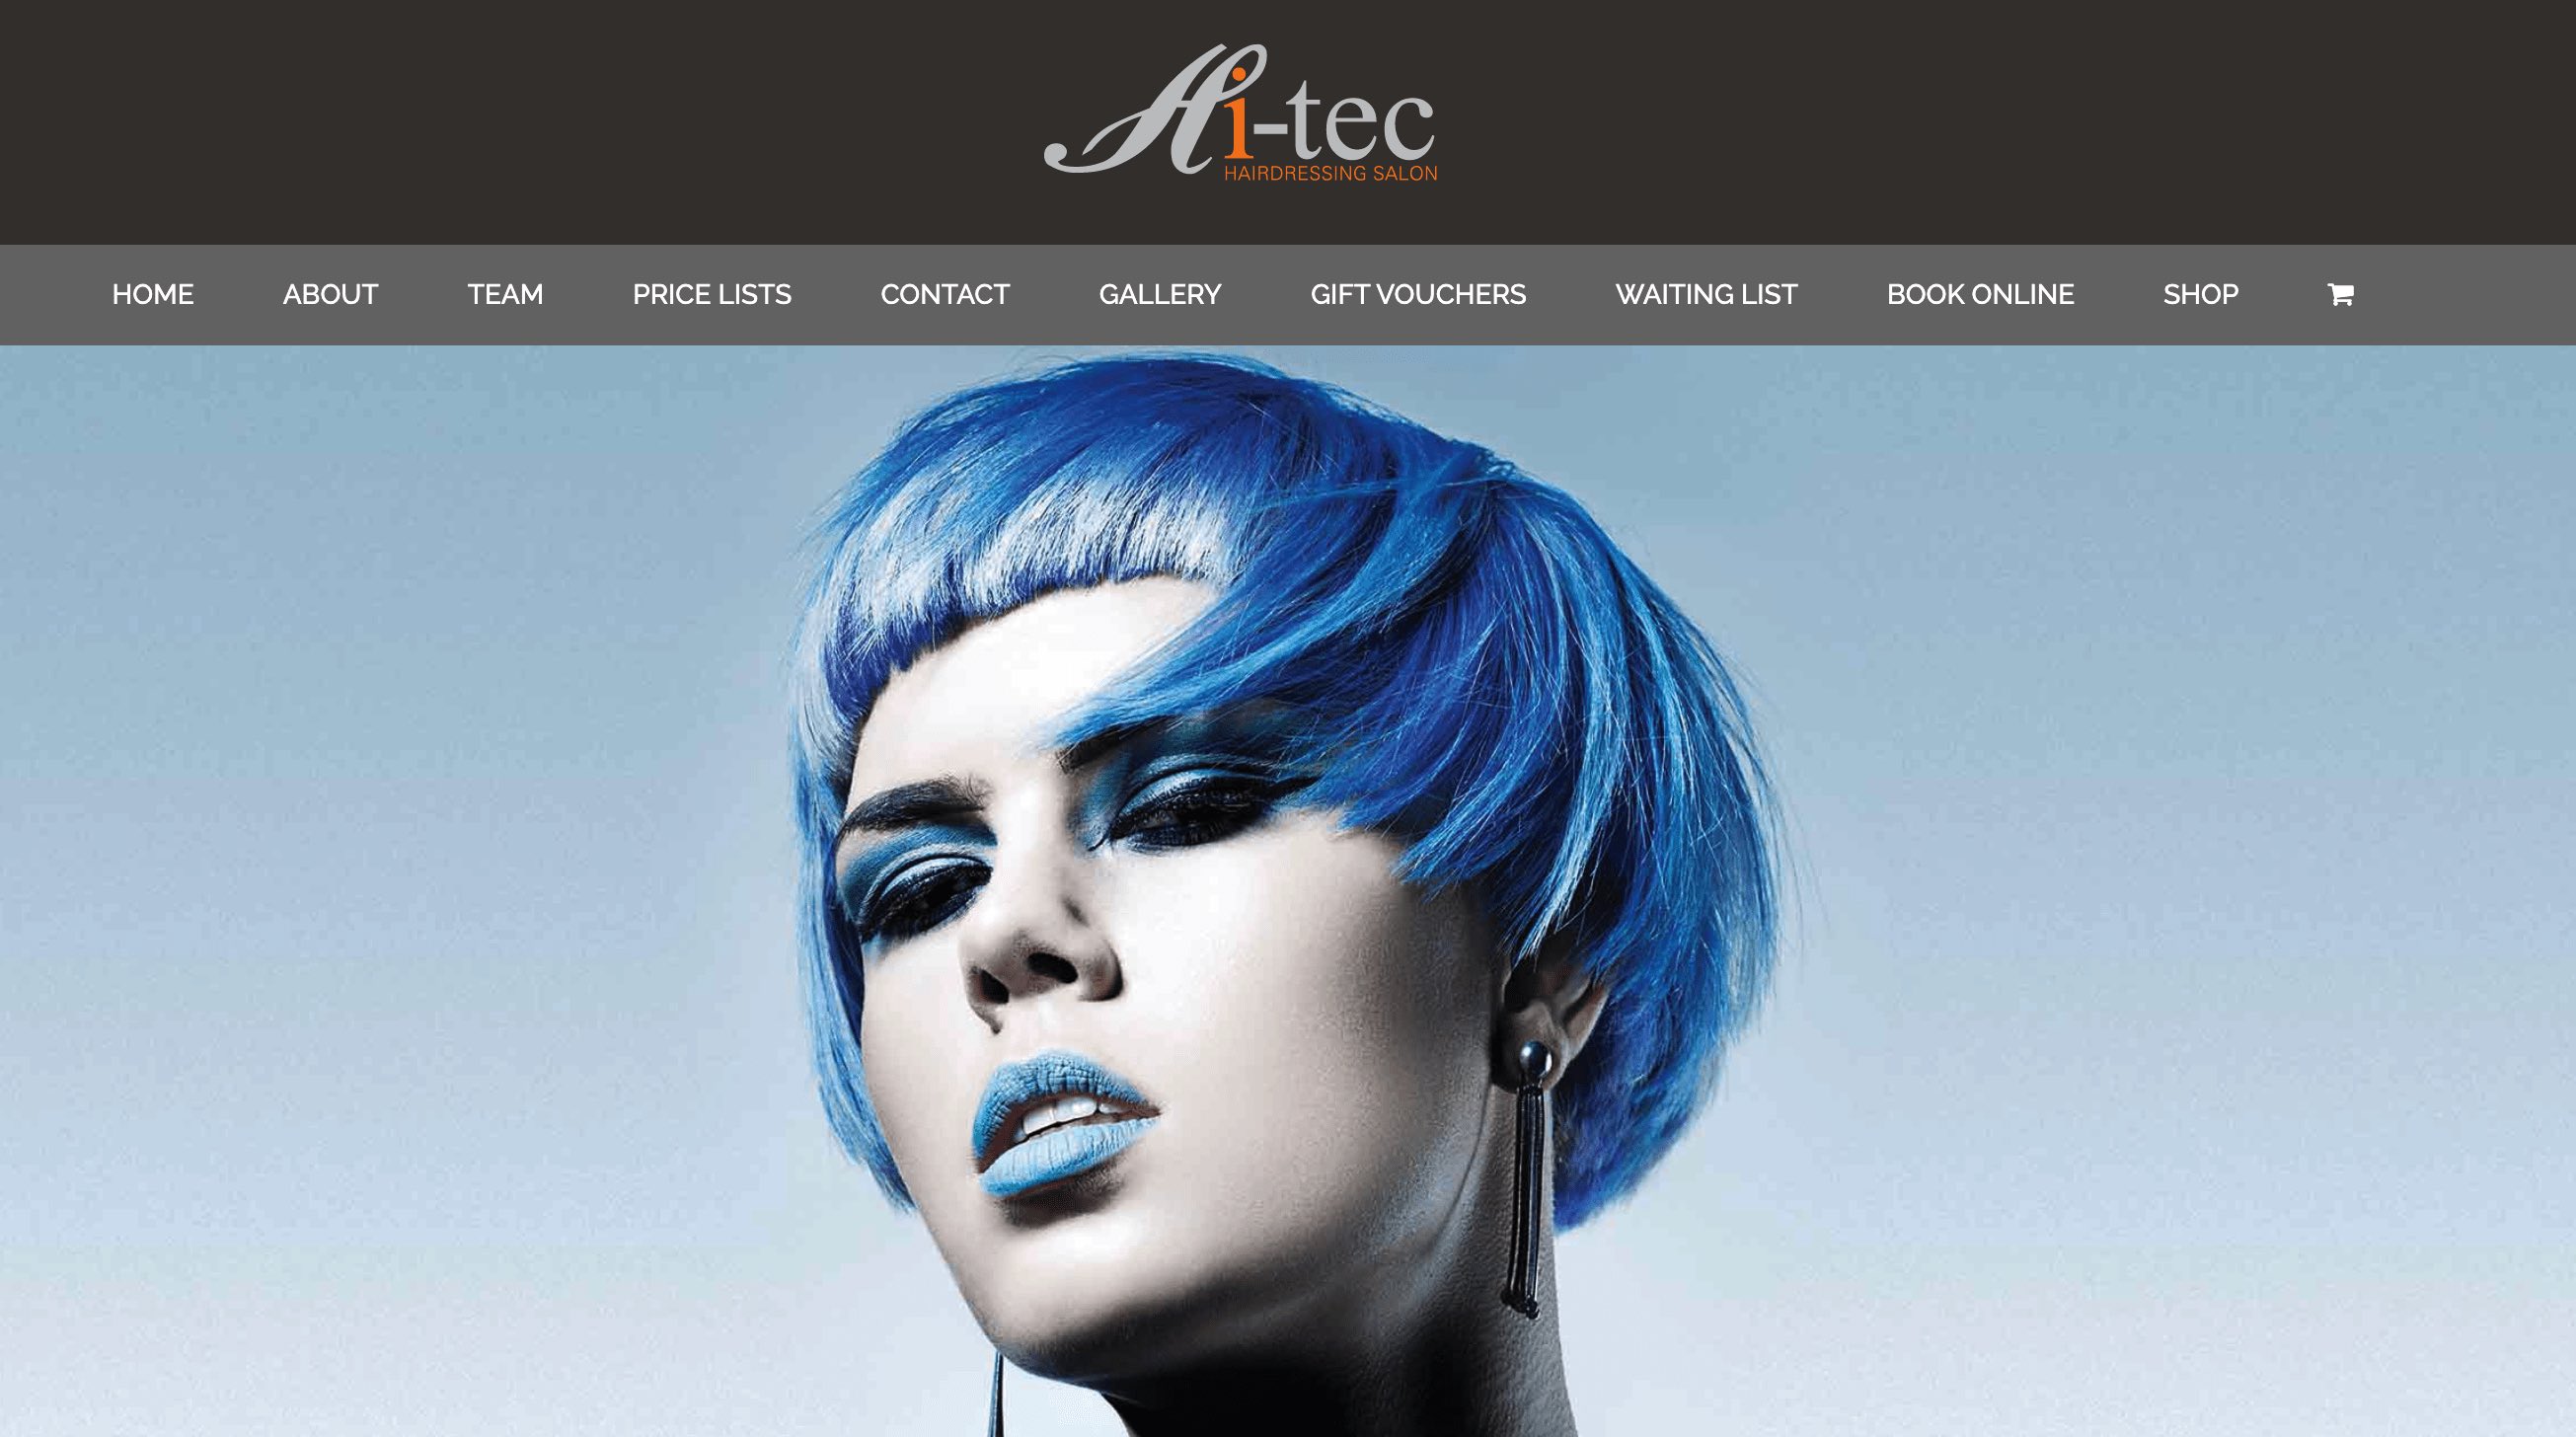 Hi-tec
HAIRDRESSING SALON
HOME ABOUT TEAM PRICE LISTS CONTACT GALLERY GIFT VOUCHERS WAITING LIST BOOK ONLINE SHOP